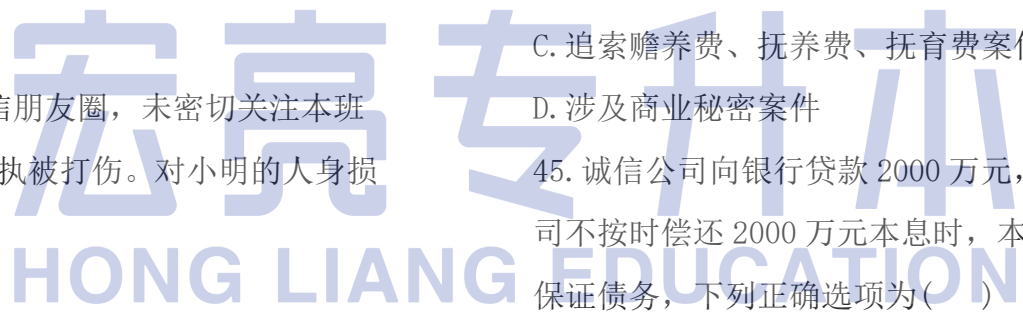 信朋友圈，未密切关注本班
执被打伤。对小明的人身损
C.追索赡养费、抚养费、抚育费案件
D.涉及商业秘密案件
45.诚信公司向银行贷款 2000 万元，
司不按时偿还 2000 万元本息时，本
保证债务，下列正确选项为(　)
宏亮专升本
HONG LIANG EDUCATION